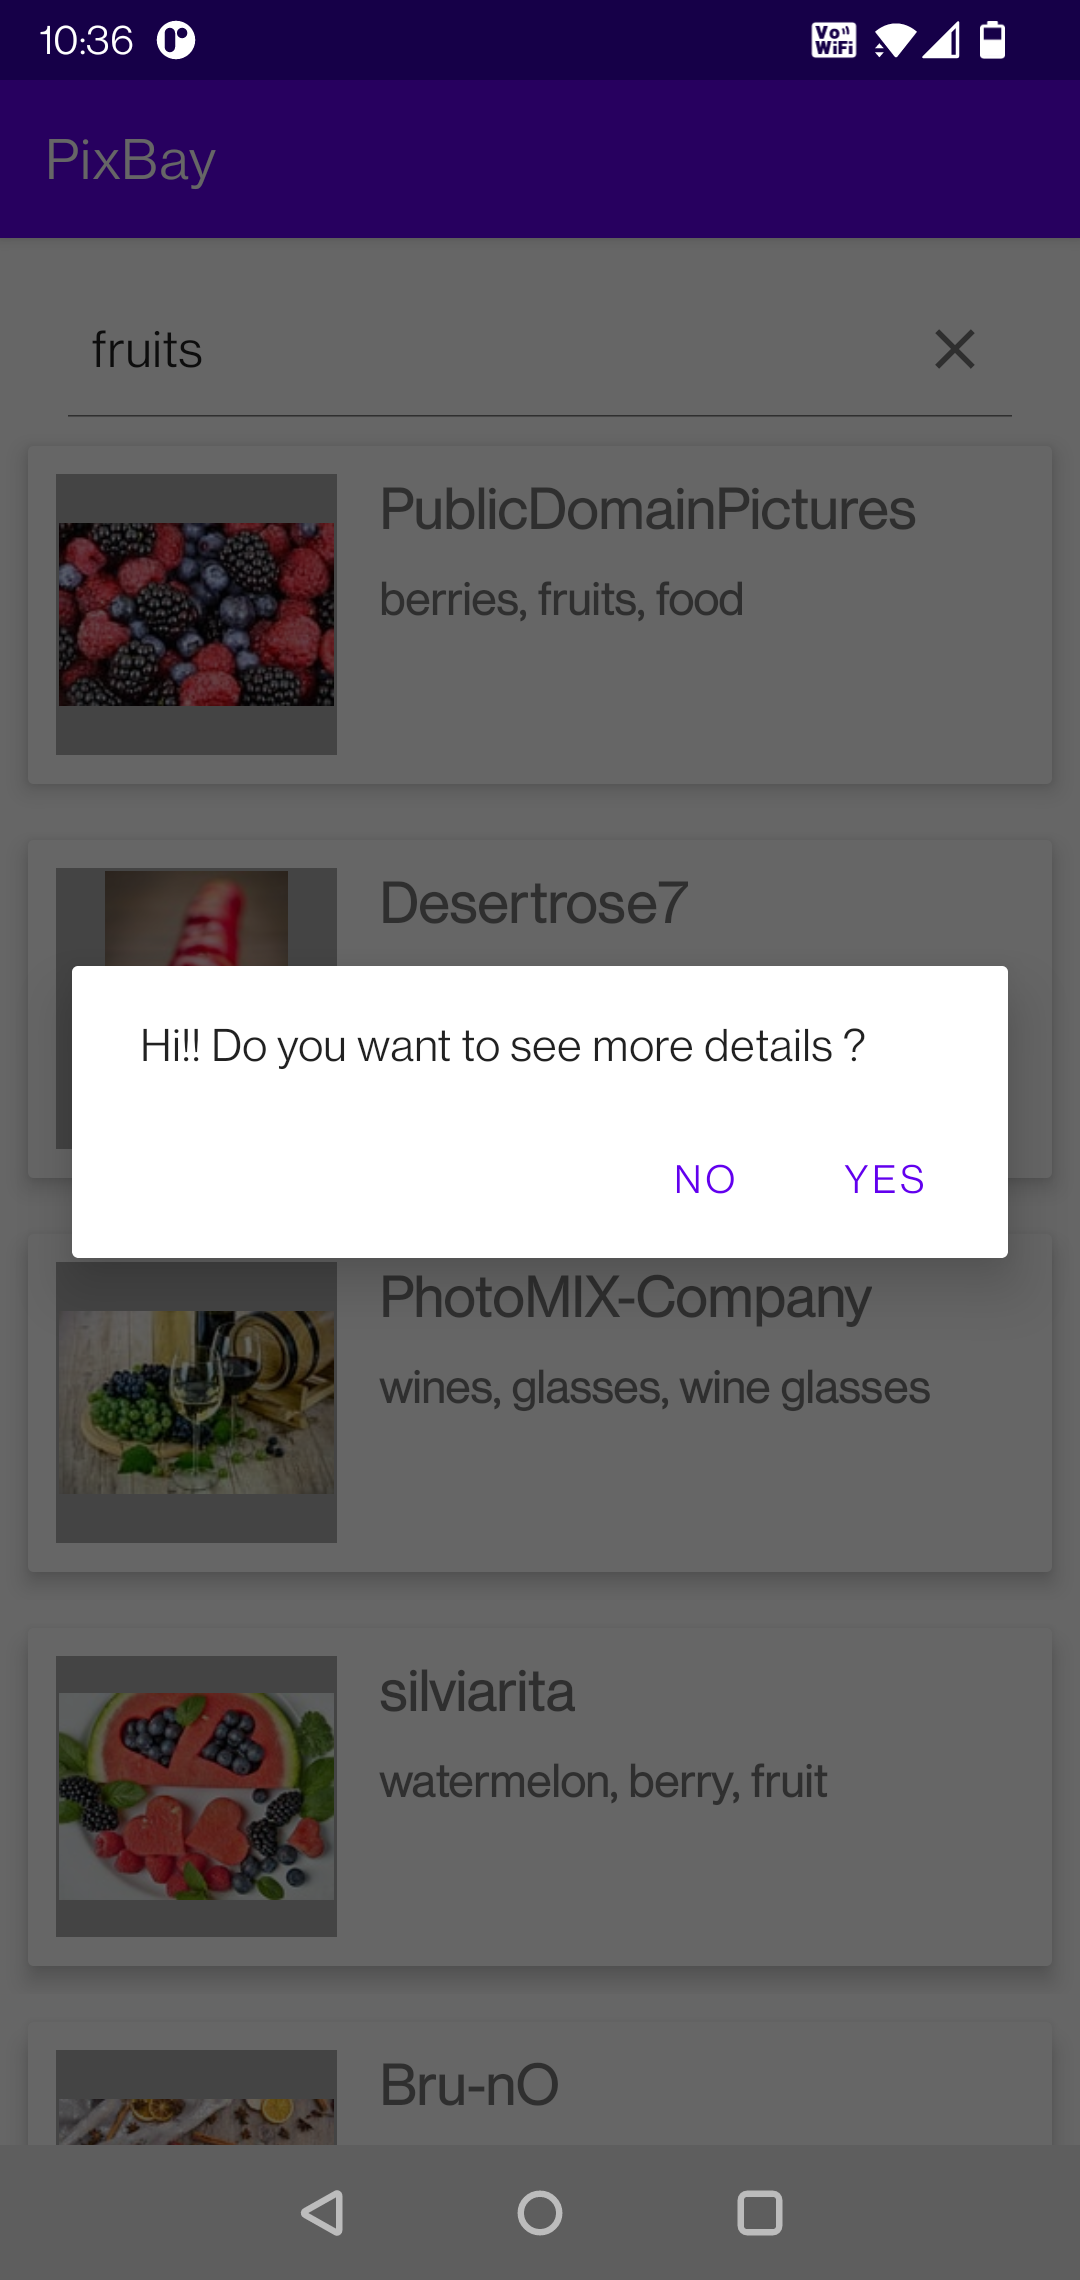 10:36
Vo
WiFi
PixBay
fruits
PublicDomainPictures
berries, fruits, food
Desertrose7
Hi!! Do you want to see more details ?
NO YES
PhotoMIX-Company
wines, glasses, wine glasses
silviarita
watermelon, berry, fruit
Bru-nO